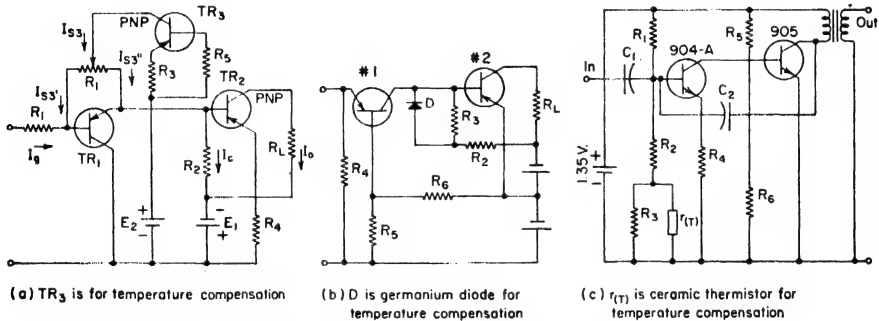 TR3
PNP
IS3
IS3''
R5
R3
IS3'
R1
TR2
PNP
R1
Ig
TR1
R2
Ic
RL
Io
+
E2
-
-
E1
+
R4
(a) TR3 is for temperature compensation
#1
#2
D
R3
RL
R2
R4
R6
R5
(b) D is germanium diode for
temperature compensation
Out
R1
R5
905
C1
904-A
In
C2
1.35V.
+
-
R2
R4
R3
r(T)
R6
(c) r(T) is ceramic thermistor for
temperature compensation